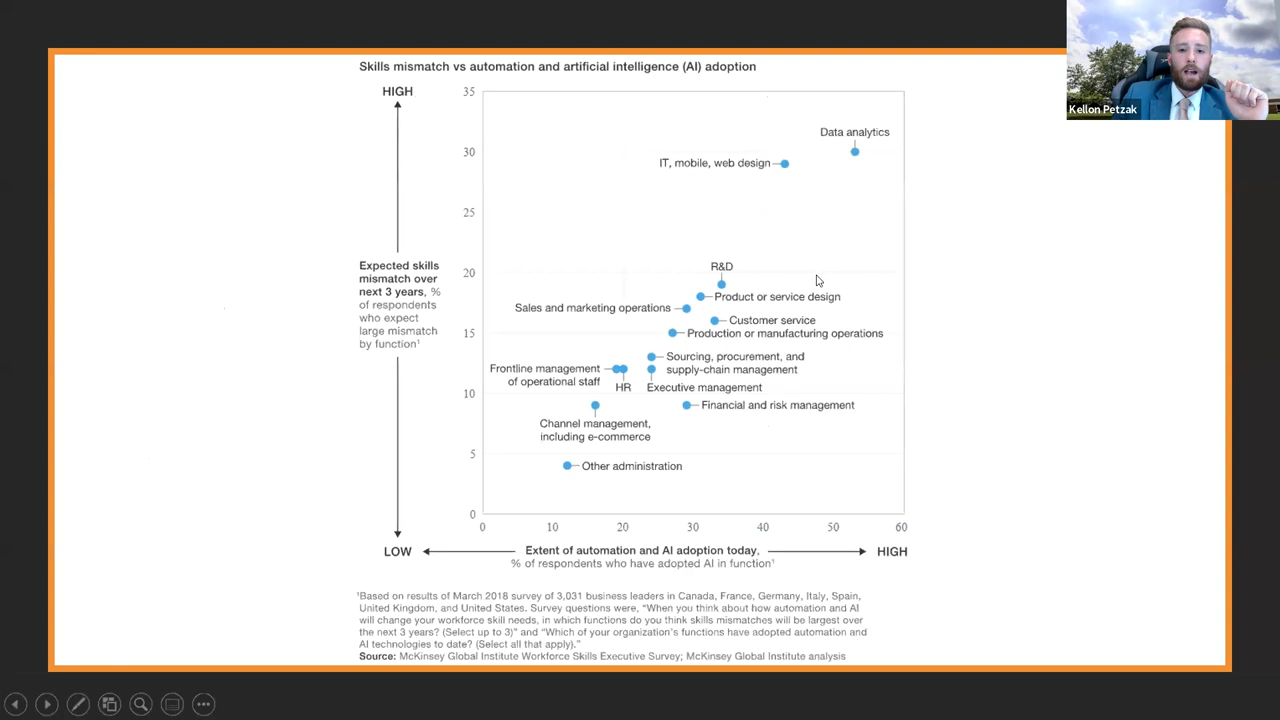 Kellon Petzak
Skills mismatch vs automation and artificial intelligence (AI) adoption
HIGH
35
30
25
20
15
10
5
0
Expected skills
mismatch over
next 3 years, %
of respondents
who expect
large mismatch
by function¹
Data analytics
IT, mobile, web design
R&D
Product or service design
Sales and marketing operations
Customer service
Production or manufacturing operations
Sourcing, procurement, and
supply-chain management
Frontline management
of operational staff
HR
Executive management
Financial and risk management
Channel management,
including e-commerce
Other administration
0 10 20 30 40 50 60
LOW Extent of automation and AI adoption today, HIGH
% of respondents who have adopted AI in function¹
¹Based on results of March 2018 survey of 3,031 business leaders in Canada, France, Germany, Italy, Spain,
United Kingdom, and United States. Survey questions were, "When you think about how automation and AI
will change your workforce skill needs, in which functions do you think skills mismatches will be largest over
the next 3 years? (Select up to 3)" and "Which of your organization's functions have adopted automation and
AI technologies to date? (Select all that apply)."
Source: McKinsey Global Institute Workforce Skills Executive Survey; McKinsey Global Institute analysis